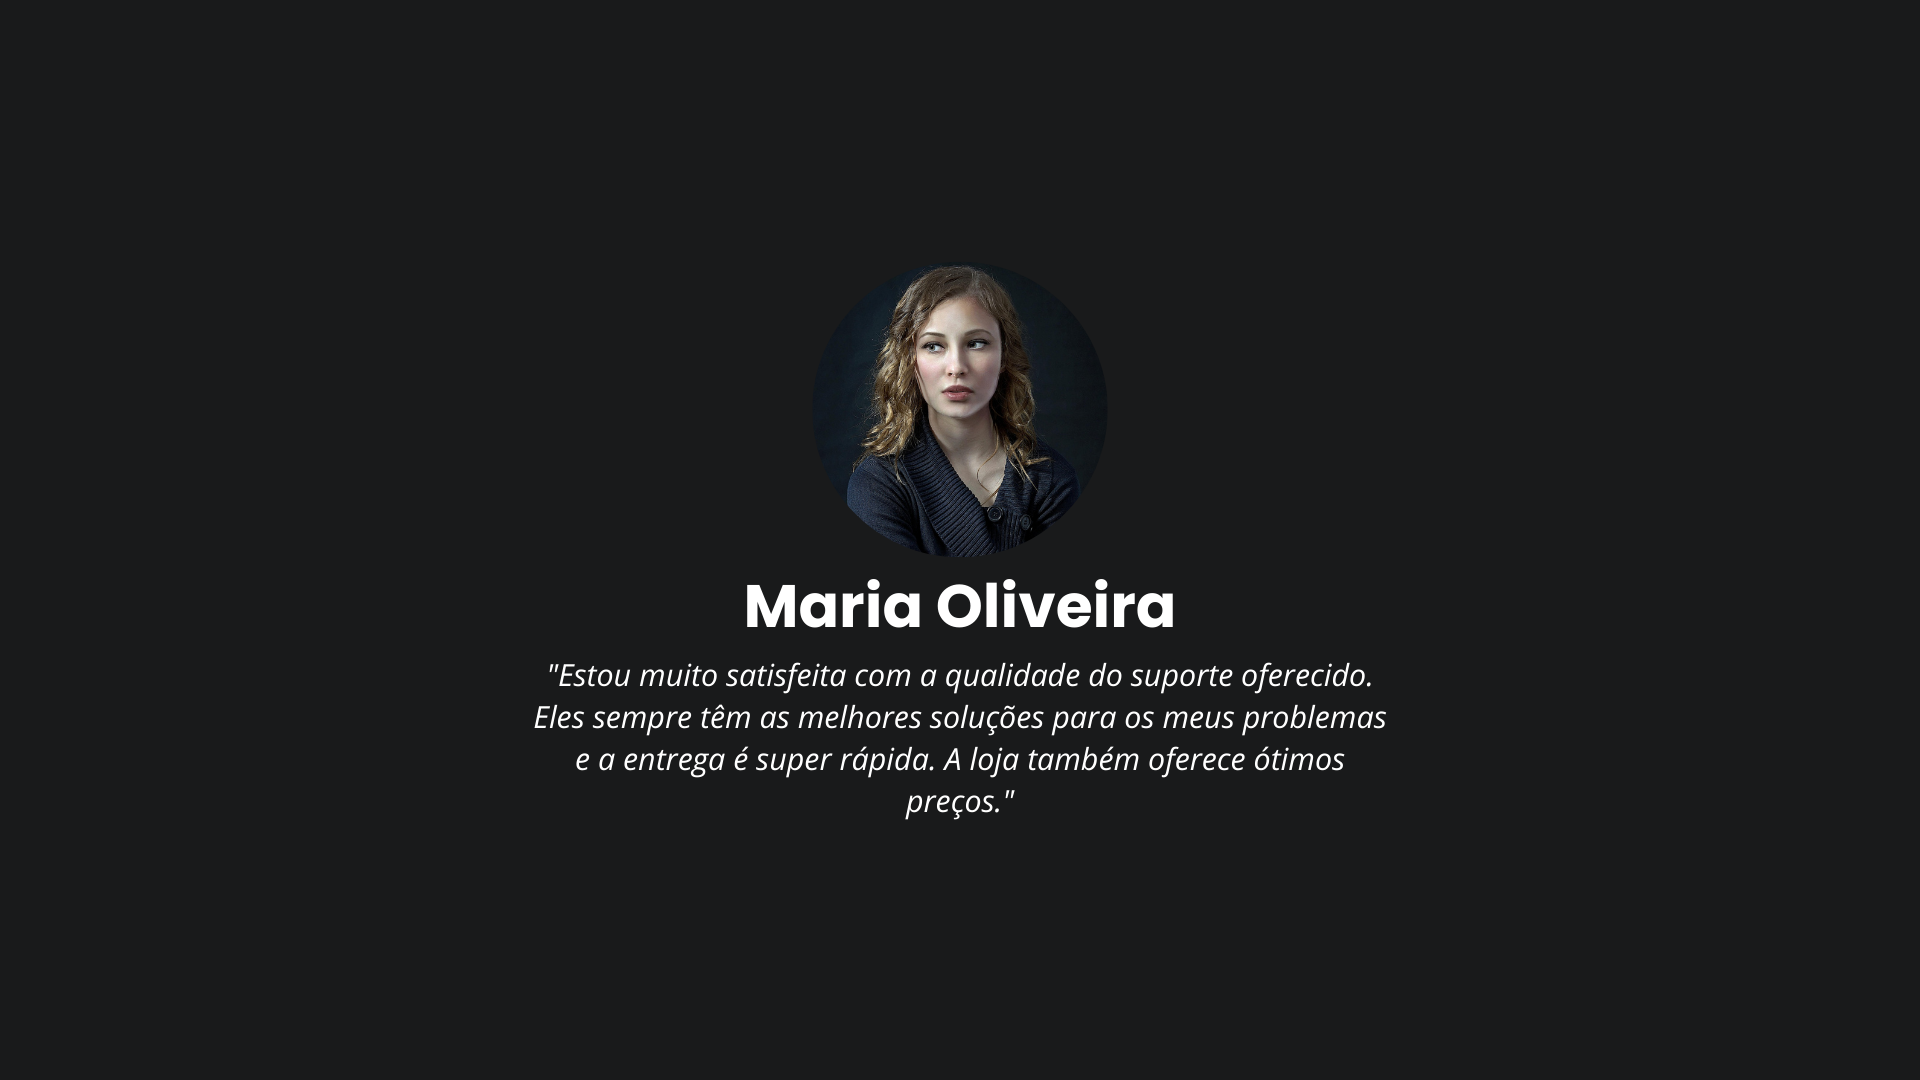 Maria Oliveira
"Estou muito satisfeita com a qualidade do suporte oferecido.
Eles sempre têm as melhores soluções para os meus problemas
e a entrega é super rápida. A loja também oferece ótimos
preços."